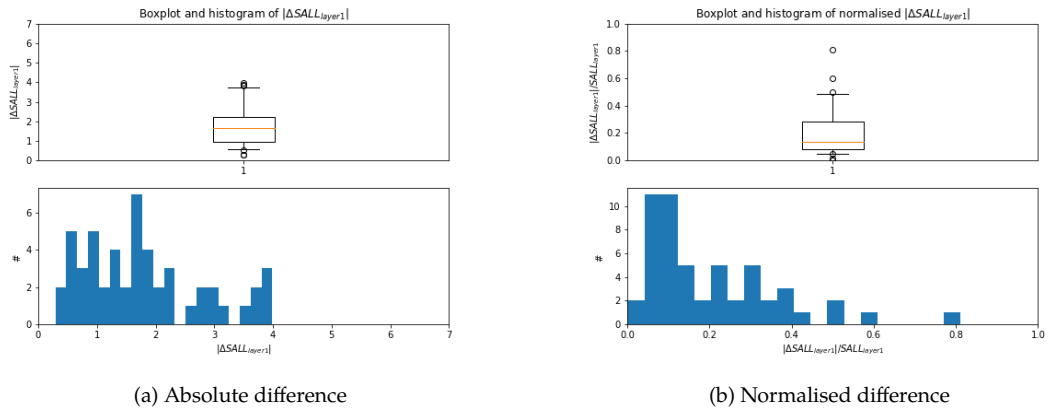 Boxplot and histogram of |ΔSALL_layer1|
7
6
5
4
3
2
1
0
|ΔSALL_layer1|
1
6
4
2
0
#
0 1 2 3 4 5 6 7
|ΔSALL_layer1|
(a) Absolute difference
Boxplot and histogram of normalised |ΔSALL_layer1|
1.0
0.8
0.6
0.4
0.2
0.0
|ΔSALL_layer1|/SALL_layer1
1
10
8
6
4
2
0
#
0.0 0.2 0.4 0.6 0.8 1.0
|ΔSALL_layer1|/SALL_layer1
(b) Normalised difference